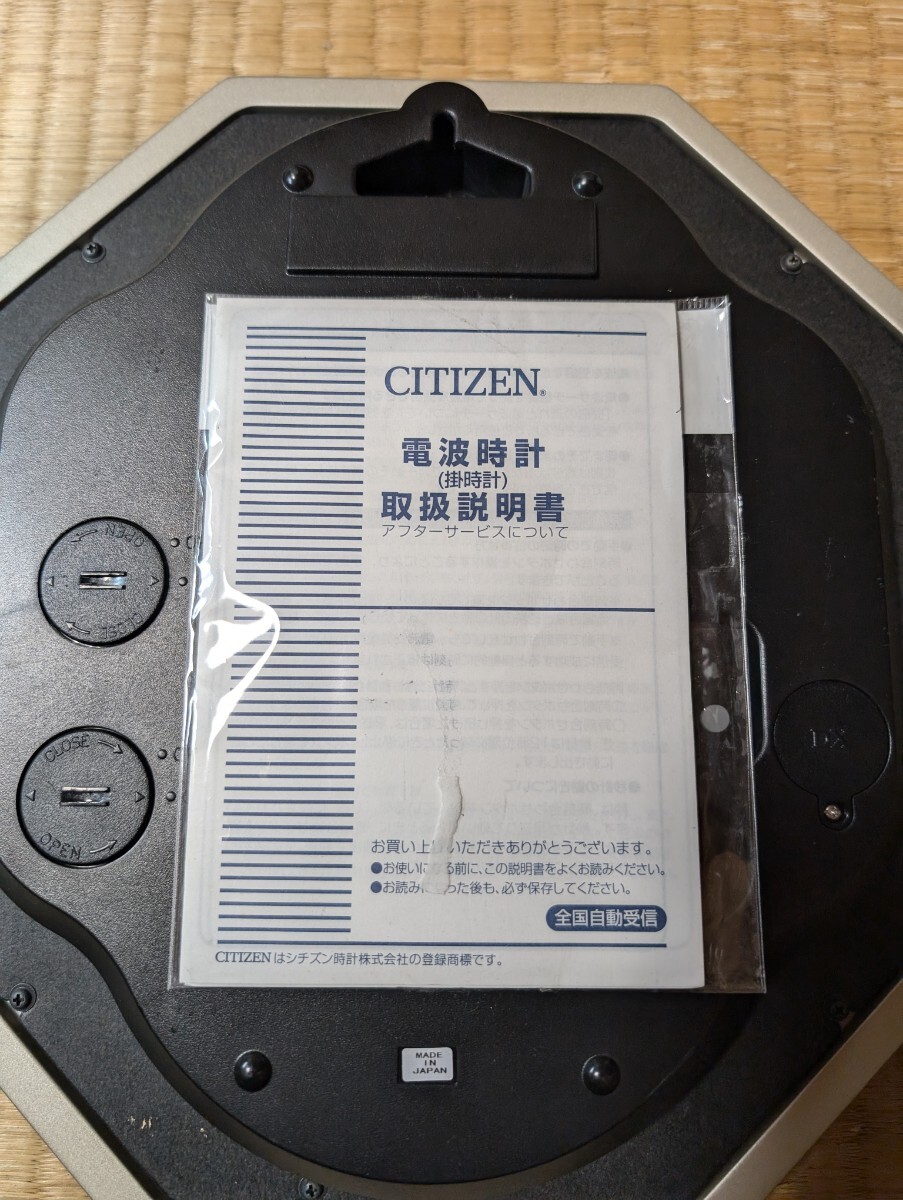 CITIZEN®
電波時計
(掛時計)
取扱説明書
アフターサービスについて
OPEN
CLOSE
CLOSE
OPEN
お買い上 いただきありがとうございます。
●お使いに る前に、この説明書をよくお読みください。
●お読みに った後も、必ず保存してください。
全国自動受信
CITIZENはシチズン時計株式会社の登録商標です。
MADE
IN
JAPAN